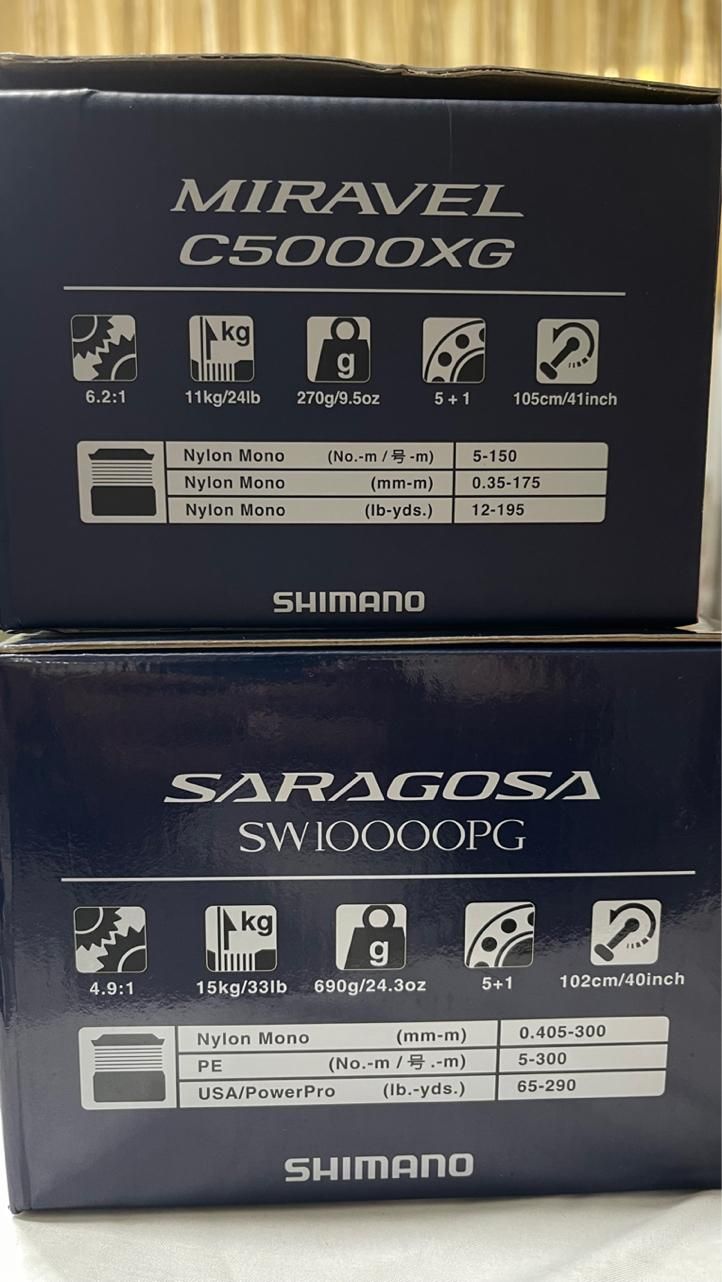 MIRAVEL
C5000XG
kg g
6.2:1 11kg/24lb 270g/9.5oz 5+1 105cm/41inch
Nylon Mono (No.-m / 号 -m) 5-150
Nylon Mono (mm-m) 0.35-175
Nylon Mono (lb-yds.) 12-195
SHIMANO
SARAGOSA
SW10000PG
kg g
4.9:1 15kg/33lb 690g/24.3oz 5+1 102cm/40inch
Nylon Mono (mm-m) 0.405-300
PE (No.-m / 号.-m) 5-300
USA/PowerPro (lb.-yds.) 65-290
SHIMANO